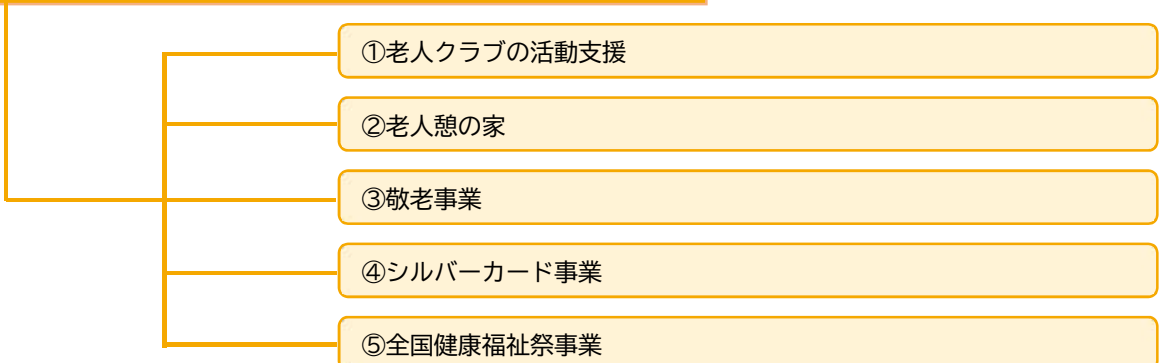 ①老人クラブの活動支援
②老人憩の家
③敬老事業
④シルバーカード事業
⑤全国健康福祉祭事業